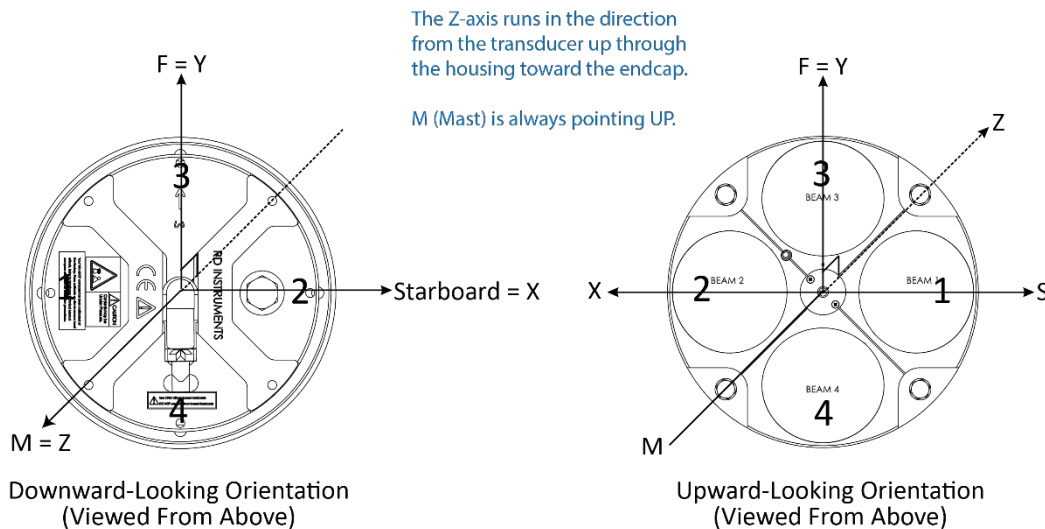 The Z-axis runs in the direction
from the transducer up through
the housing toward the endcap.
M (Mast) is always pointing UP.
F = Y
3
1
2
4
RD INSTRUMENTS
CE
Starboard = X
M = Z
Downward-Looking Orientation
(Viewed From Above)
F = Y
Z
3
BEAM 3
X
BEAM 2
2
BEAM 1
1
S
BEAM 4
4
M
Upward-Looking Orientation
(Viewed From Above)